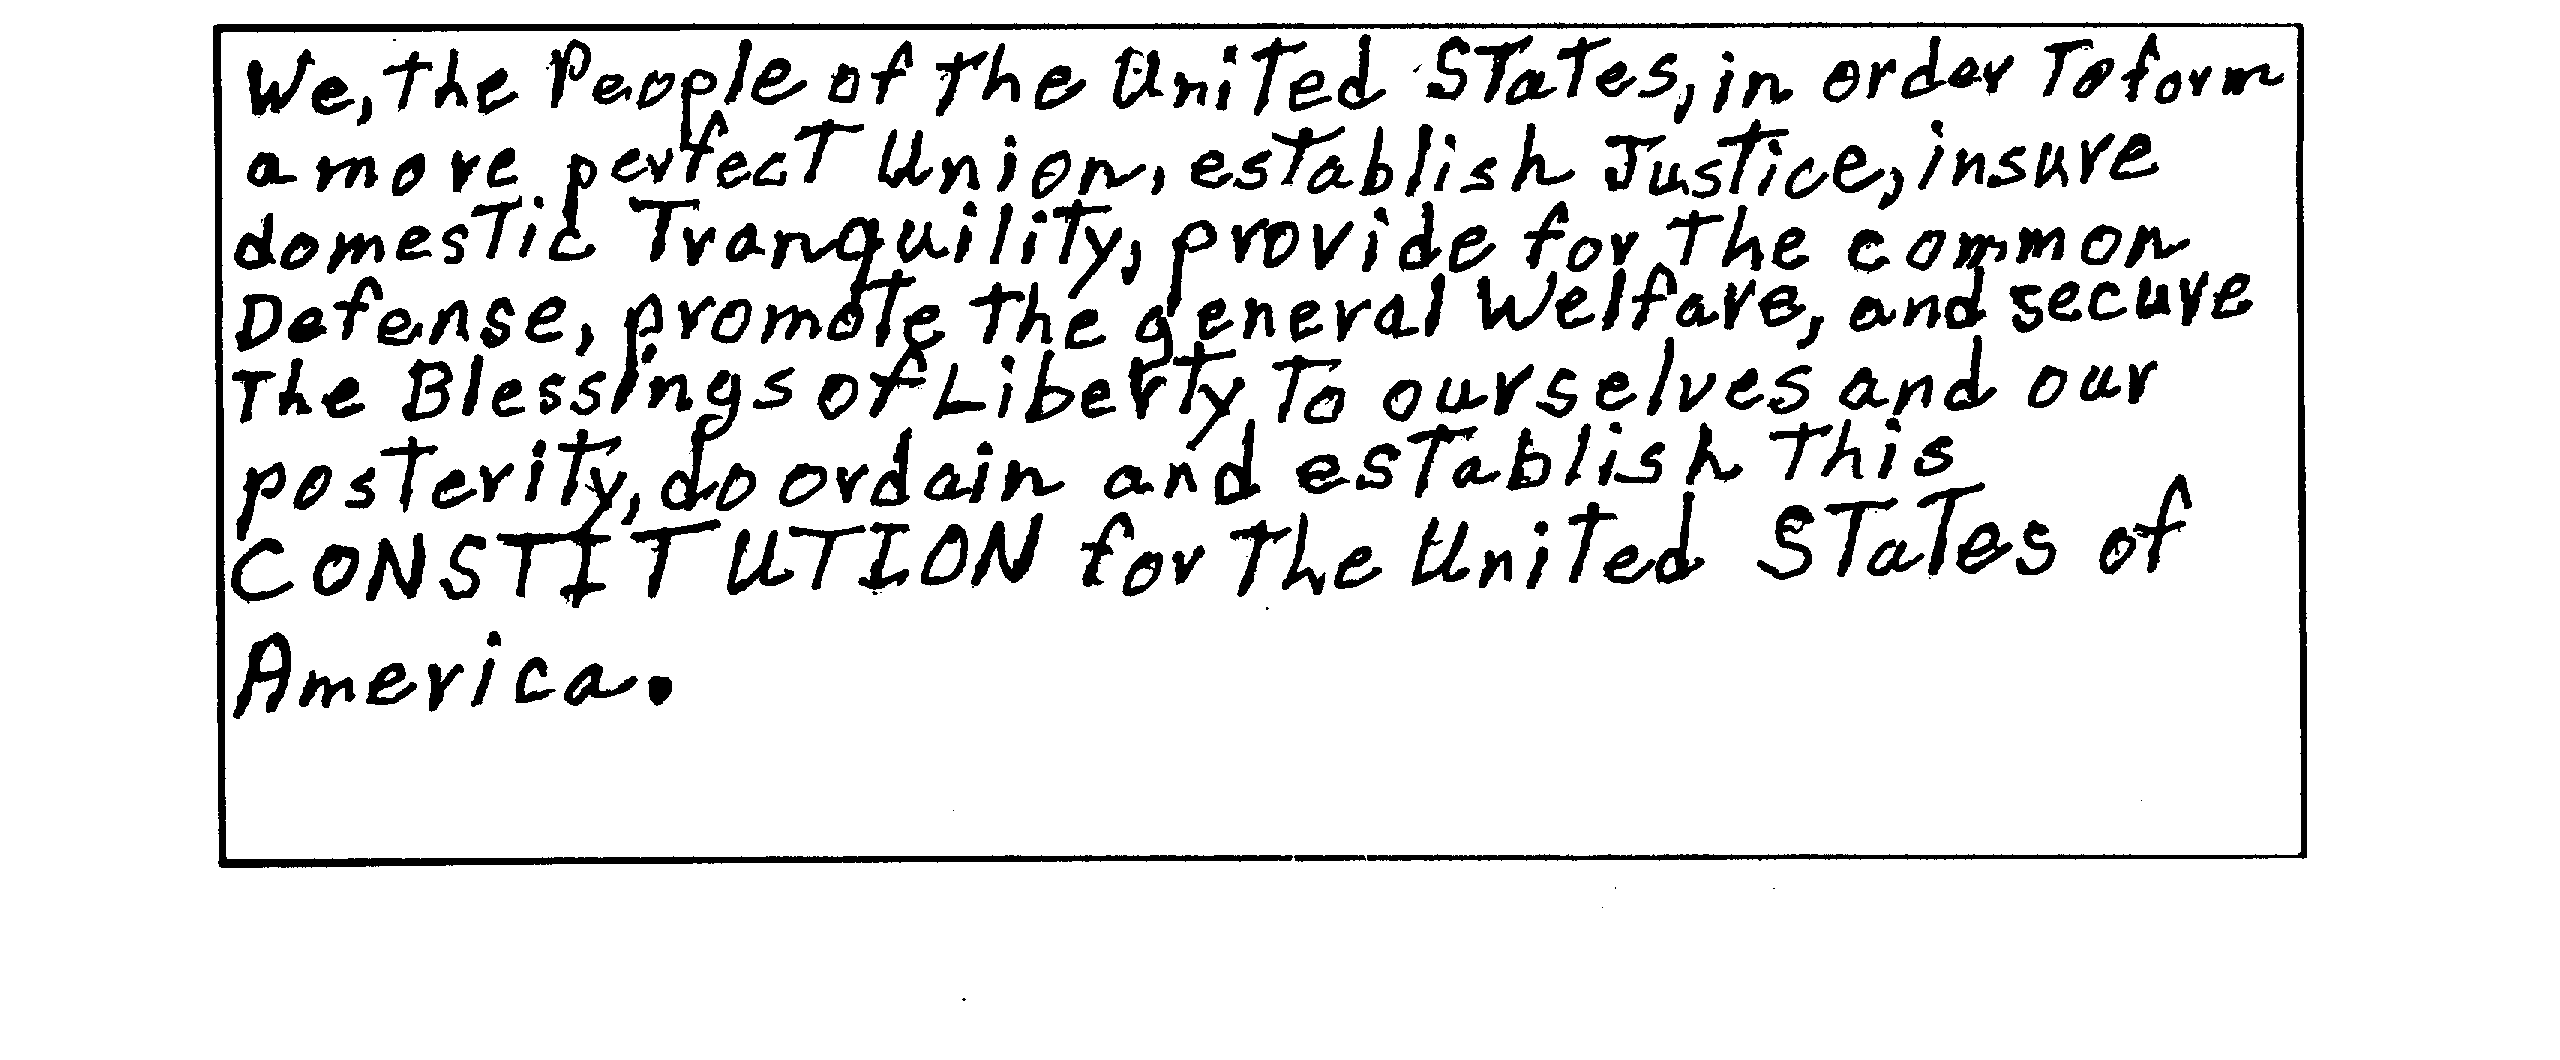 We, the People of the United States, in order to form
a more perfect Union, establish Justice, insure
domestic Tranquility, provide for the common
Defense, promote the general Welfare, and secure
the Blessings of Liberty to ourselves and our
posterity, do ordain and establish this
CONSTITUTION for the United States of
America.